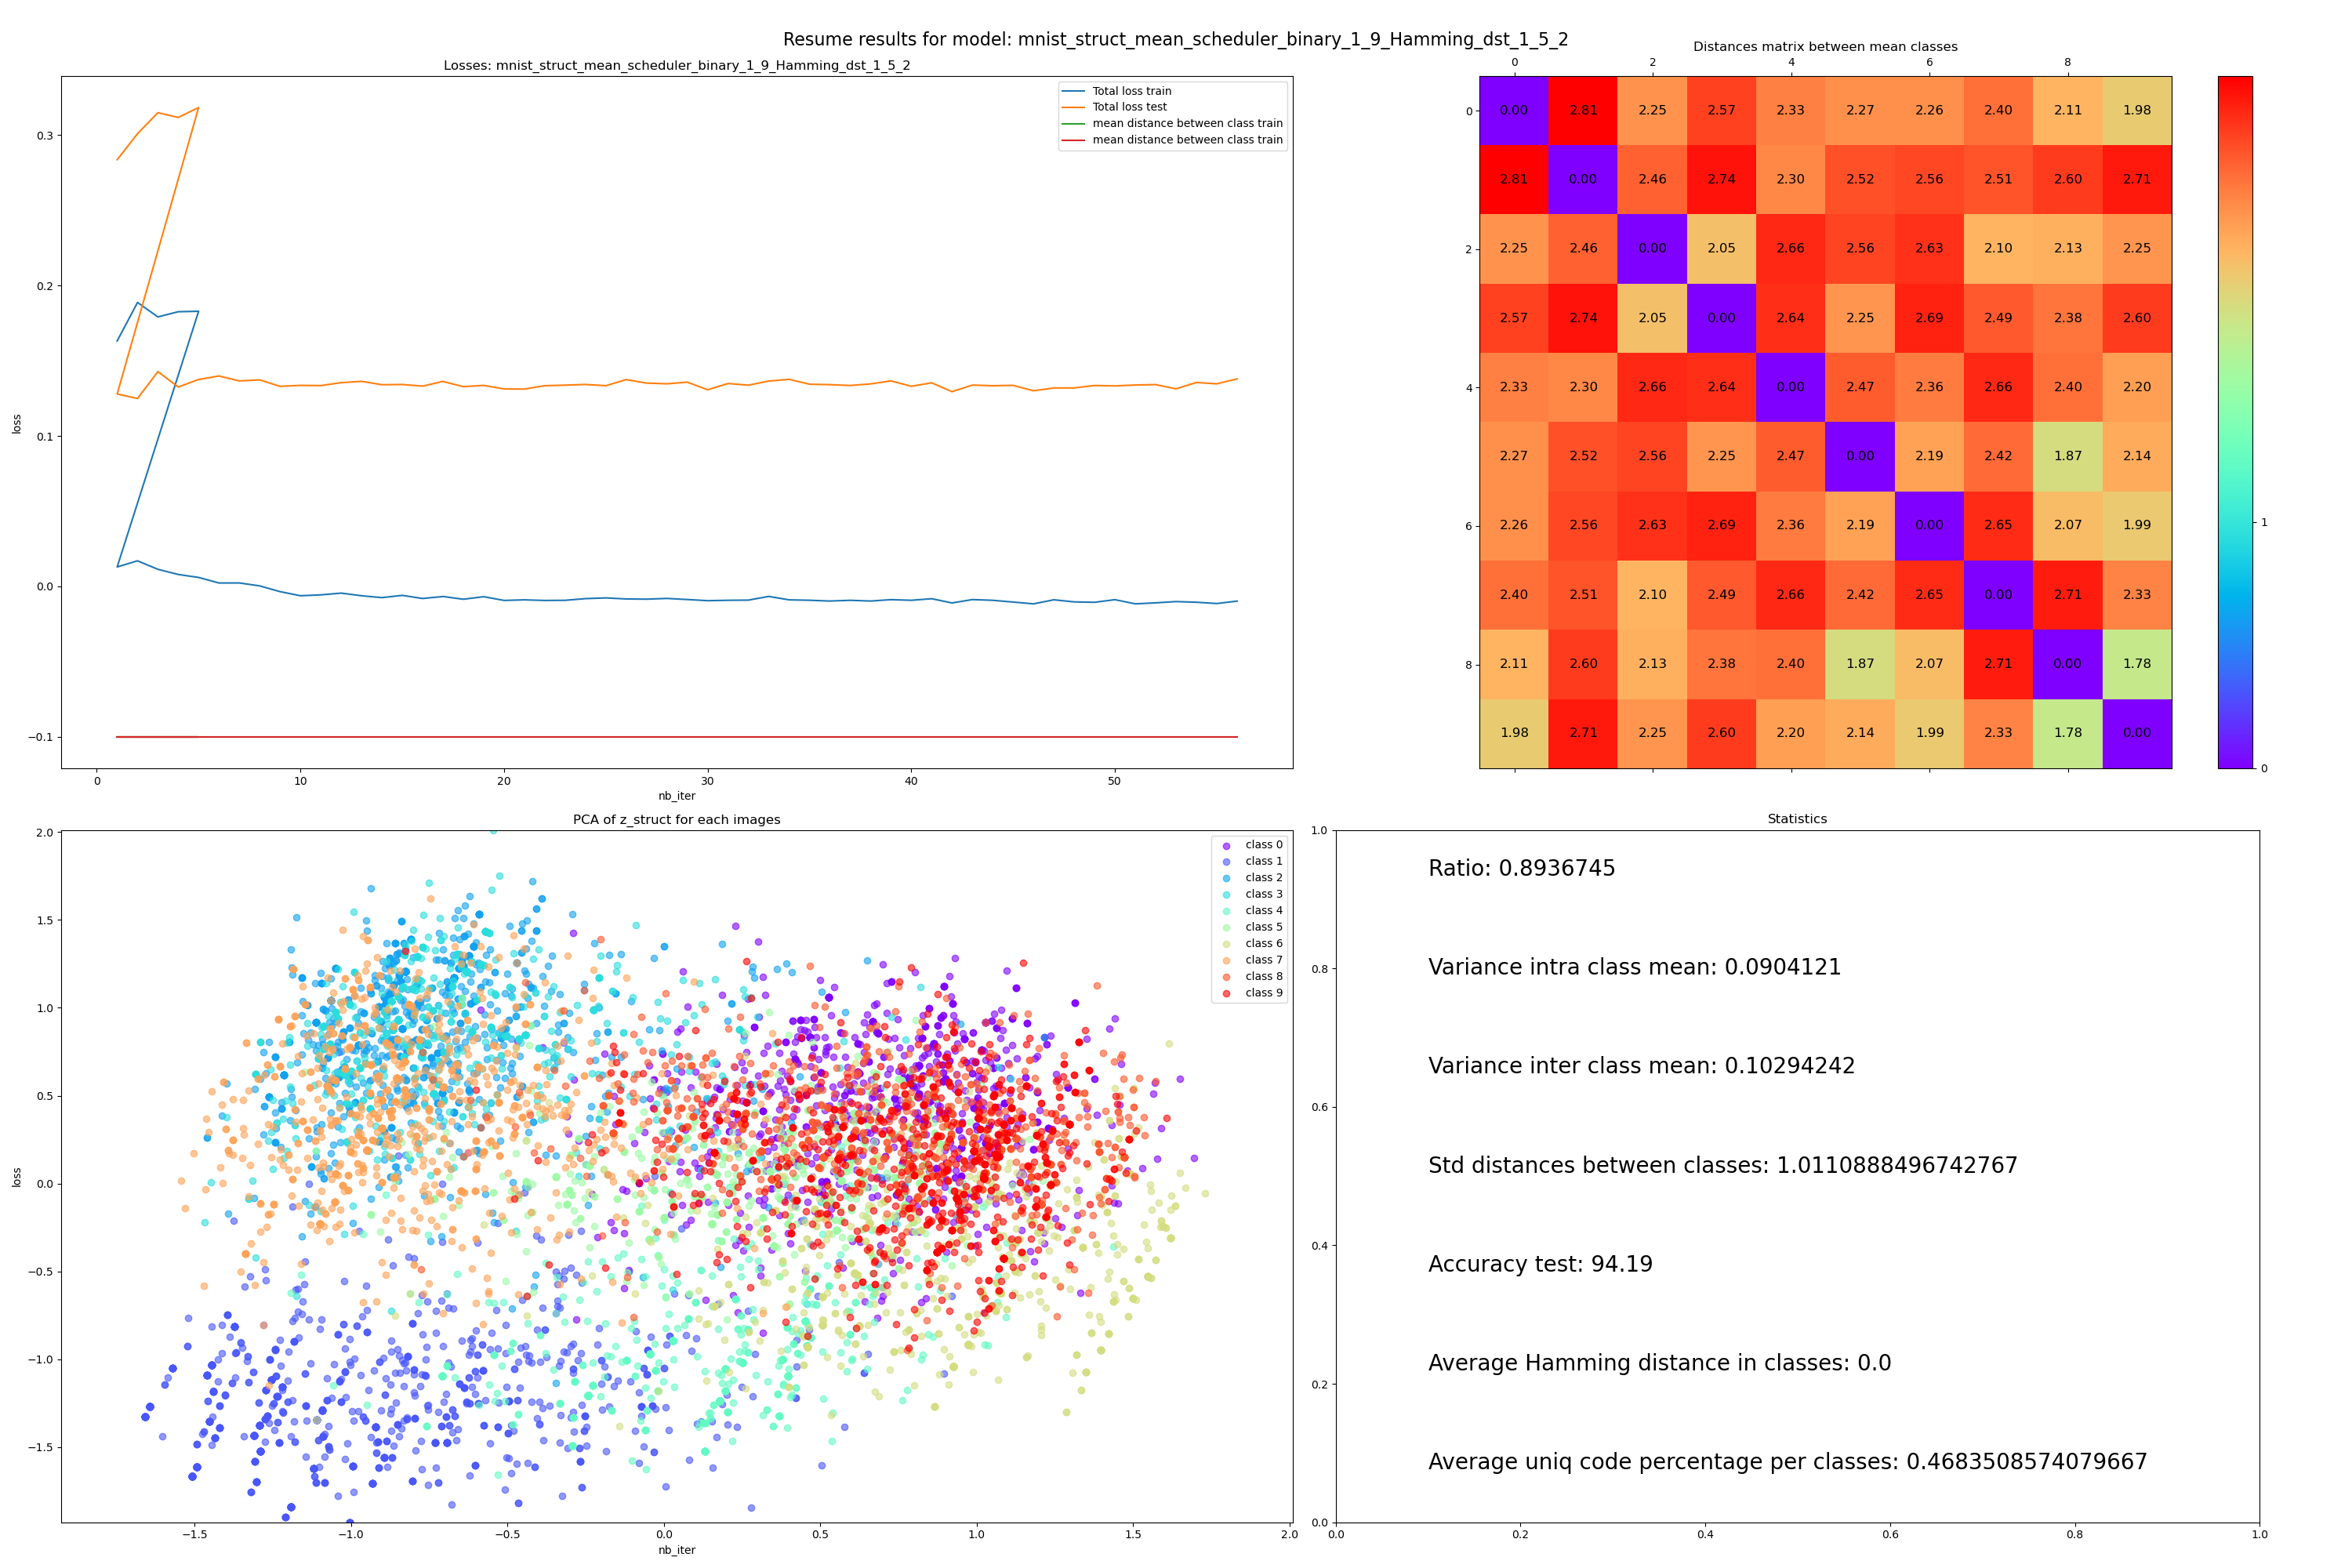 Resume results for model: mnist_struct_mean_scheduler_binary_1_9_Hamming_dst_1_5_2
Losses: mnist_struct_mean_scheduler_binary_1_9_Hamming_dst_1_5_2
Total loss train
Total loss test
mean distance between class train
mean distance between class train
0.3
0.2
0.1
0.0
−0.1
loss
0 10 20 30 40 50
nb_iter
Distances matrix between mean classes
0 2 4 6 8
0 0.00 2.81 2.25 2.57 2.33 2.27 2.26 2.40 2.11 1.98
2.81 0.00 2.46 2.74 2.30 2.52 2.56 2.51 2.60 2.71
2 2.25 2.46 0.00 2.05 2.66 2.56 2.63 2.10 2.13 2.25
2.57 2.74 2.05 0.00 2.64 2.25 2.69 2.49 2.38 2.60
4 2.33 2.30 2.66 2.64 0.00 2.47 2.36 2.66 2.40 2.20
2.27 2.52 2.56 2.25 2.47 0.00 2.19 2.42 1.87 2.14
6 2.26 2.56 2.63 2.69 2.36 2.19 0.00 2.65 2.07 1.99
2.40 2.51 2.10 2.49 2.66 2.42 2.65 0.00 2.71 2.33
8 2.11 2.60 2.13 2.38 2.40 1.87 2.07 2.71 0.00 1.78
1.98 2.71 2.25 2.60 2.20 2.14 1.99 2.33 1.78 0.00
1
0
PCA of z_struct for each images
class 0
class 1
class 2
class 3
class 4
class 5
class 6
class 7
class 8
class 9
2.0
1.5
1.0
0.5
0.0
−0.5
−1.0
−1.5
loss
−1.5 −1.0 −0.5 0.0 0.5 1.0 1.5 2.0
nb_iter
Statistics
1.0
0.8
0.6
0.4
0.2
0.0
Ratio: 0.8936745
Variance intra class mean: 0.0904121
Variance inter class mean: 0.10294242
Std distances between classes: 1.0110888496742767
Accuracy test: 94.19
Average Hamming distance in classes: 0.0
Average uniq code percentage per classes: 0.4683508574079667
0.0 0.2 0.4 0.6 0.8 1.0